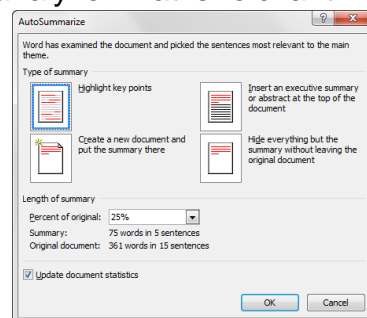 AutoSummarize
Word has examined the document and picked the sentences most relevant to the main
theme.
Type of summary
Highlight key points
Insert an executive summary
or abstract at the top of the
document
Create a new document and
put the summary there
Hide everything but the
summary without leaving the
original document
Length of summary
Percent of original: 25%
Summary: 75 words in 5 sentences
Original document: 361 words in 15 sentences
Update document statistics
OK Cancel